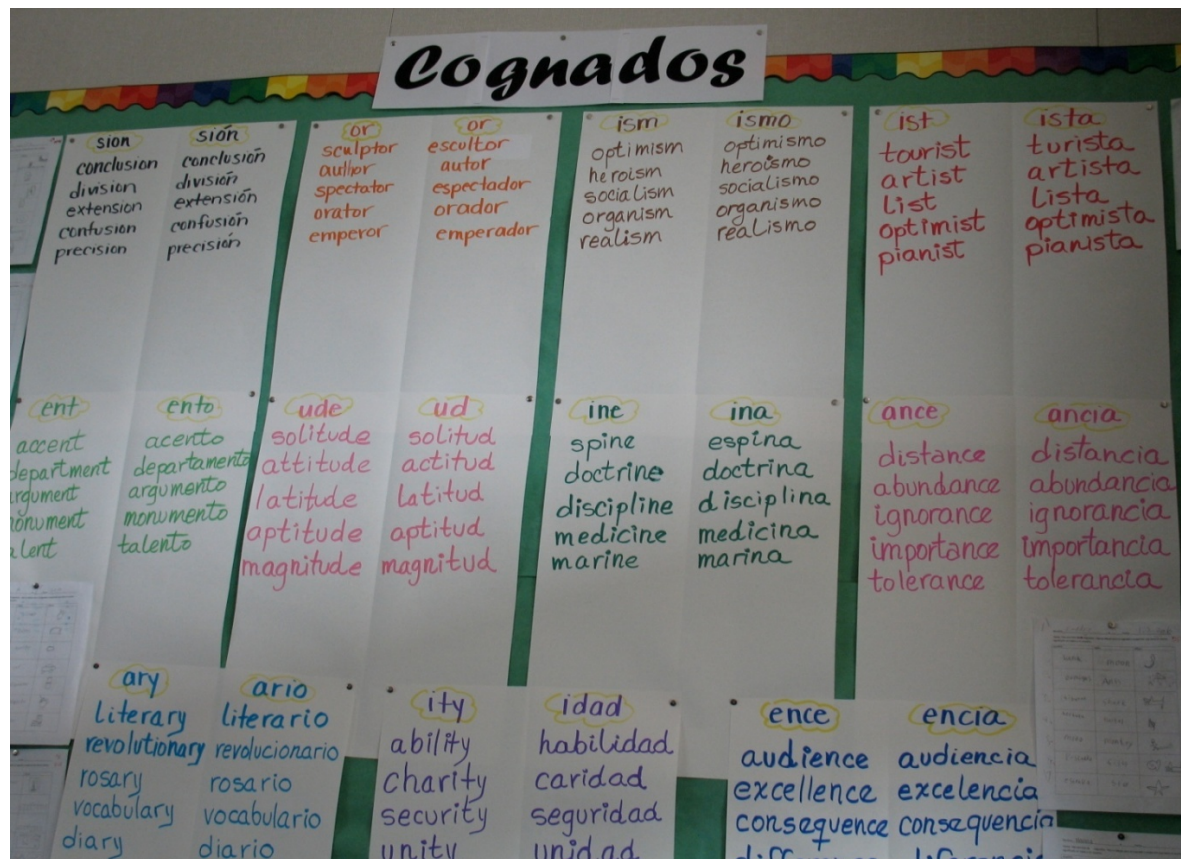 Cognados
sion sión
conclusion conclusión
division división
extension extensión
confusion confusión
precision precisión
or or
sculptor escultor
author autor
spectator espectador
orator orador
emperor emperador
ism ismo
optimism optimismo
heroism heroísmo
socialism socialismo
organism organismo
realism realismo
ist ista
tourist turista
artist artista
List Lista
optimist optimista
pianist pianista
ent ento
accent acento
department departamento
rgument argumento
onument monumento
alent talento
ude ud
solitude solitud
attitude actitud
latitude latitud
aptitude aptitud
magnitude magnitud
ine ina
spine espina
doctrine doctrina
discipline disciplina
medicine medicina
marine marina
ance ancia
distance distancia
abundance abundancia
ignorance ignorancia
importance importancia
tolerance tolerancia
ary ario
Literary literario
revolutionary revolucionario
rosary rosario
vocabulary vocabulario
diary diario
ity idad
ability habilidad
charity caridad
security seguridad
unity unidad
ence encia
audience audiencia
excellence excelencia
consequence consequencia